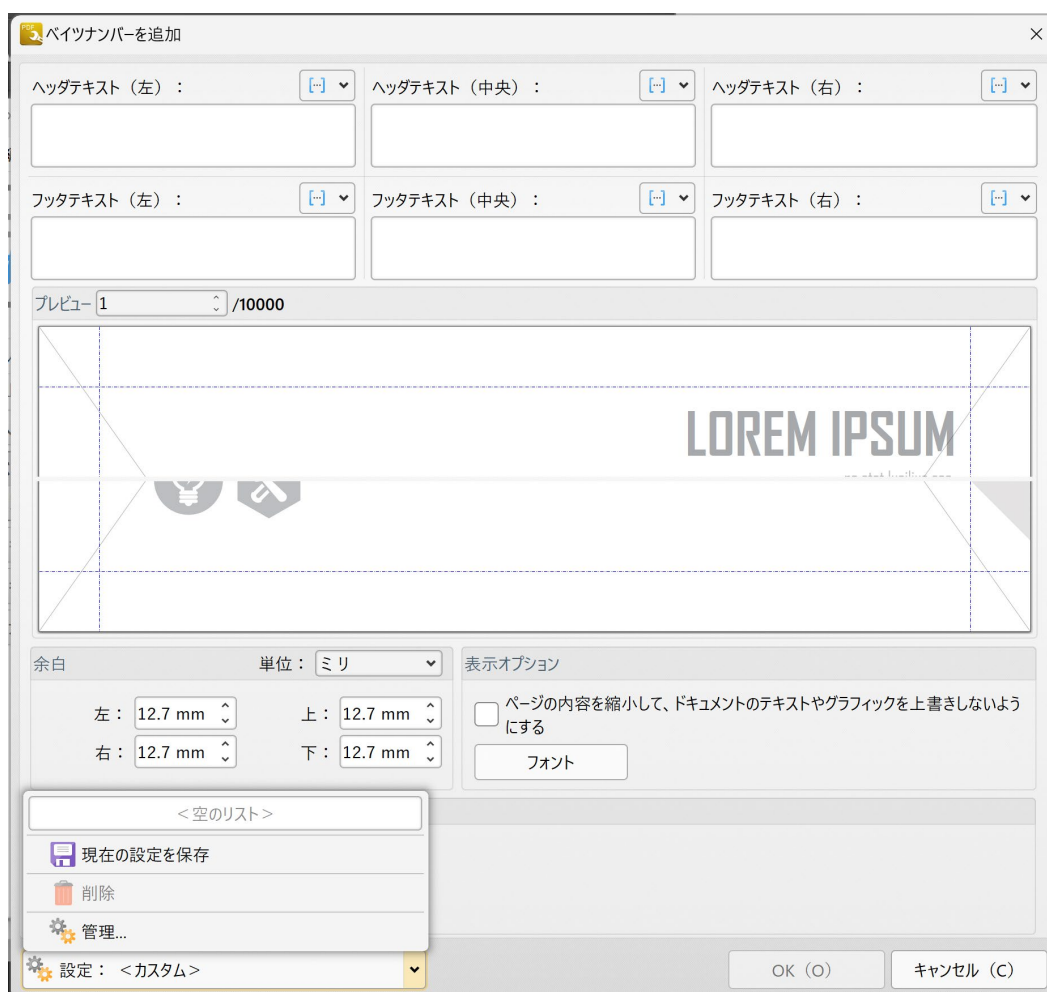 ベイツナンバーを追加
ヘッダテキスト（左）：
ヘッダテキスト（中央）：
ヘッダテキスト（右）：
フッタテキスト（左）：
フッタテキスト（中央）：
フッタテキスト（右）：
プレビュー 1 /10000
LOREM IPSUM
余白
単位： ミリ
表示オプション
左： 12.7 mm
上： 12.7 mm
右： 12.7 mm
下： 12.7 mm
ページの内容を縮小して、ドキュメントのテキストやグラフィックを上書きしないよう
にする
フォント
＜空のリスト＞
現在の設定を保存
削除
管理...
設定： ＜カスタム＞
OK（O）
キャンセル（C）